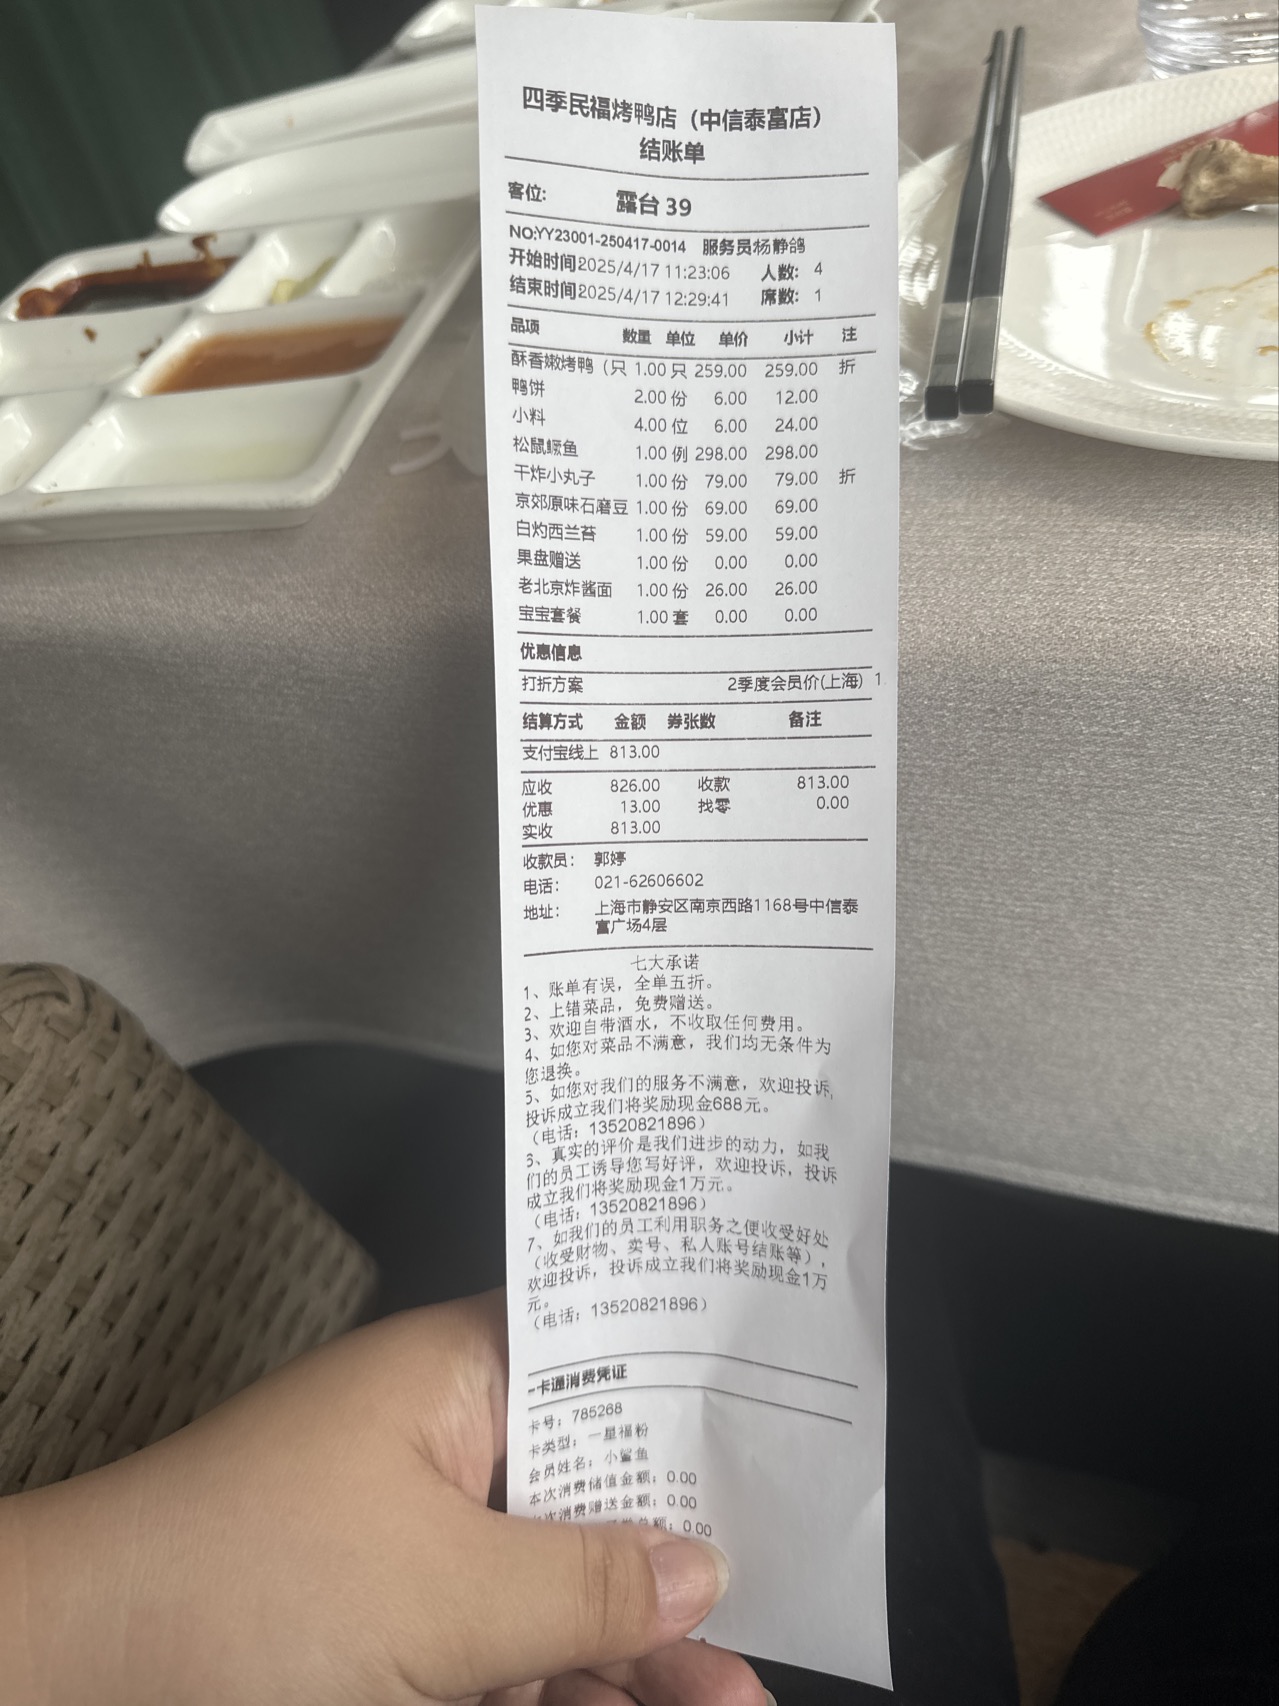 四季民福烤鸭店（中信泰富店）
结账单
客位: 露台 39
NO:YY23001-250417-0014 服务员杨静鸽
开始时间2025/4/17 11:23:06 人数: 4
结束时间2025/4/17 12:29:41 席数: 1
品项 数量 单位 单价 小计 注
酥香嫩烤鸭（只 1.00 只 259.00 259.00 折
鸭饼 2.00 份 6.00 12.00
小料 4.00 位 6.00 24.00
松鼠鳜鱼 1.00 例 298.00 298.00
干炸小丸子 1.00 份 79.00 79.00 折
京郊原味石磨豆 1.00 份 69.00 69.00
白灼西兰苔 1.00 份 59.00 59.00
果盘赠送 1.00 份 0.00 0.00
老北京炸酱面 1.00 份 26.00 26.00
宝宝套餐 1.00 套 0.00 0.00
优惠信息
打折方案 2季度会员价(上海) 1
结算方式 金额 券张数 备注
支付宝线上 813.00
应收 826.00 收款 813.00
优惠 13.00 找零 0.00
实收 813.00
收款员: 郭婷
电话: 021-62606602
地址: 上海市静安区南京西路1168号中信泰
富广场4层
七大承诺
1、账单有误，全单五折。
2、上错菜品，免费赠送。
3、欢迎自带酒水，不收取任何费用。
4、如您对菜品不满意，我们均无条件为
您退换。
5、如您对我们的服务不满意，欢迎投诉,
投诉成立我们将奖励现金688元。
（电话：13520821896）
6、真实的评价是我们进步的动力，如我
们的员工诱导您写好评，欢迎投诉，投诉
成立我们将奖励现金1万元。
（电话：13520821896）
7、如我们的员工利用职务之便收受好处
（收受财物、卖号、私人账号结账等），
欢迎投诉，投诉成立我们将奖励现金1万
元。
（电话：13520821896）
一卡通消费凭证
卡号：785268
卡类型：一星福粉
会员姓名：小鲨鱼
本次消费储值金额：0.00
本次消费赠送金额：0.00
额：0.00